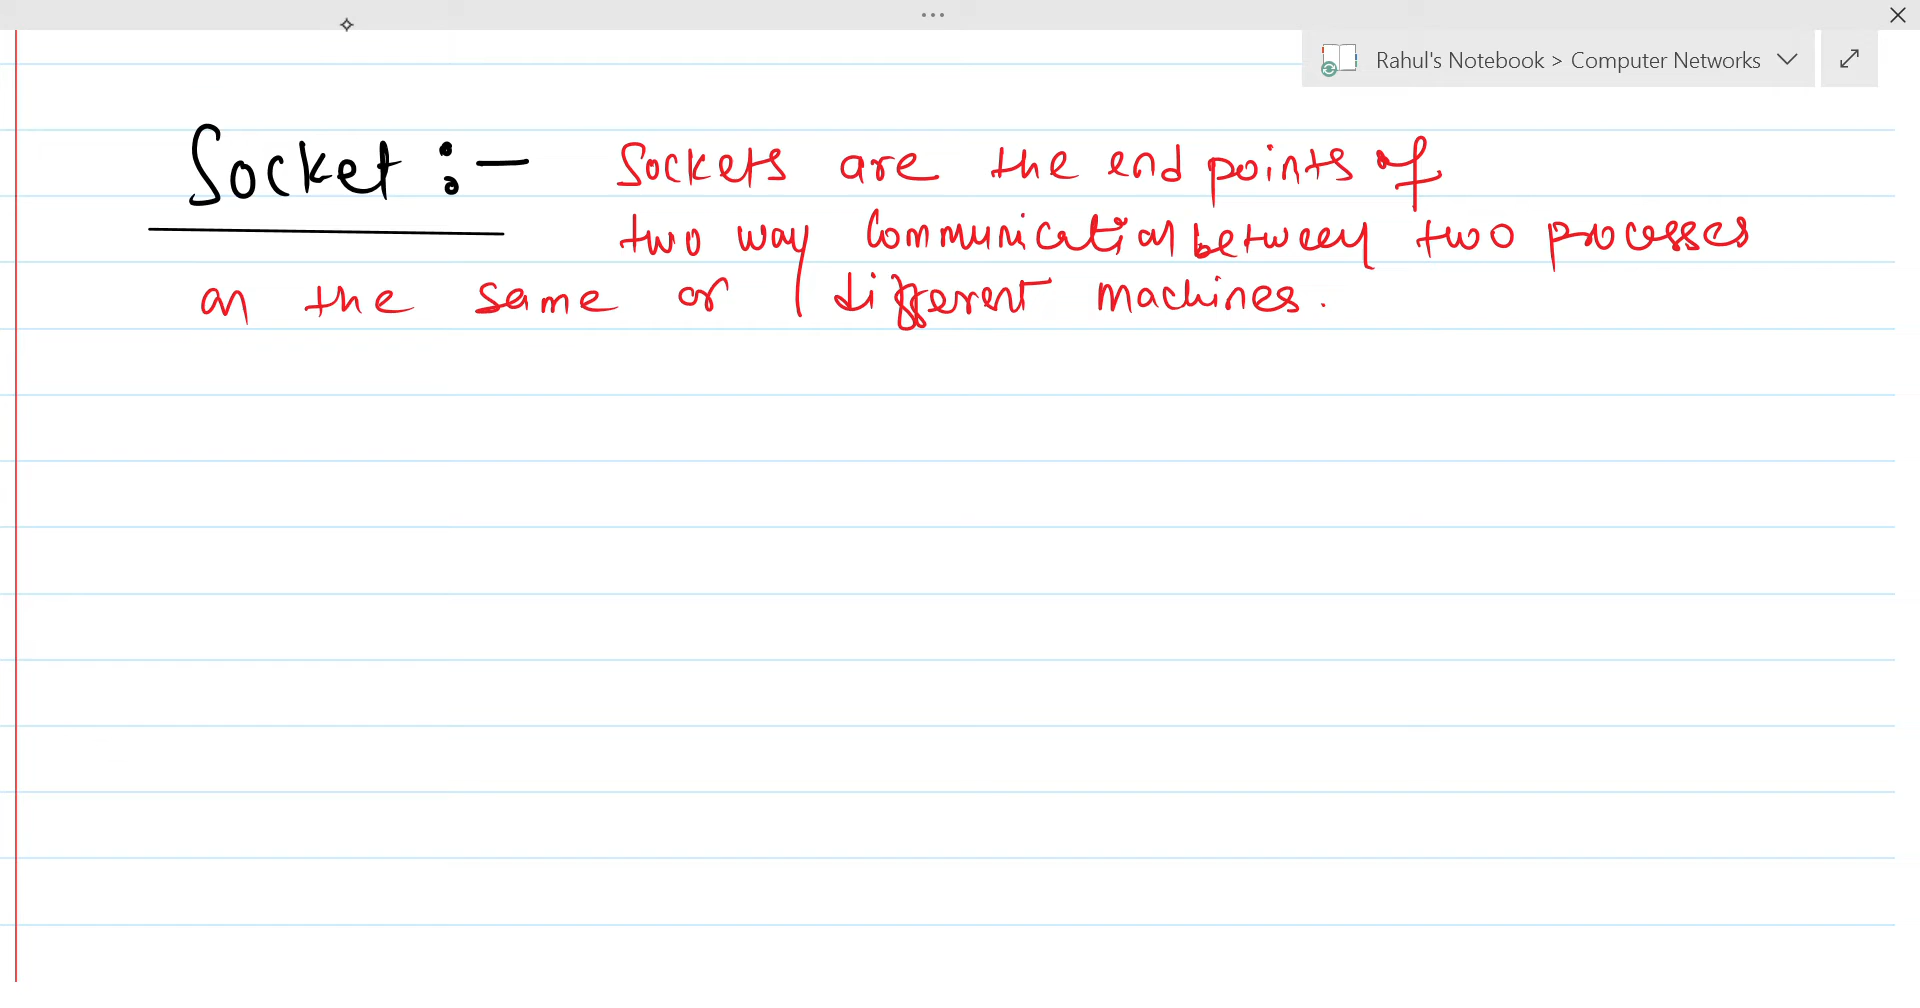 Rahul's Notebook > Computer Networks
Socket :- Sockets are the end points of
two way Communication between two processes
on the same or different machines.